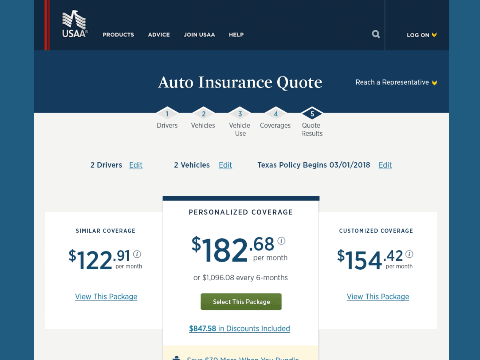 USAA
PRODUCTS ADVICE JOIN USAA HELP LOG ON
Auto Insurance Quote
Reach a Representative
1 2 3 4 5
Drivers Vehicles Vehicle Use Coverages Quote Results
2 Drivers Edit 2 Vehicles Edit Texas Policy Begins 03/01/2018 Edit
SIMILAR COVERAGE
$122.91
per month
View This Package
PERSONALIZED COVERAGE
$182.68
per month
or $1,096.08 every 6-months
Select This Package
$847.58 in Discounts Included
CUSTOMIZED COVERAGE
$154.42
per month
View This Package